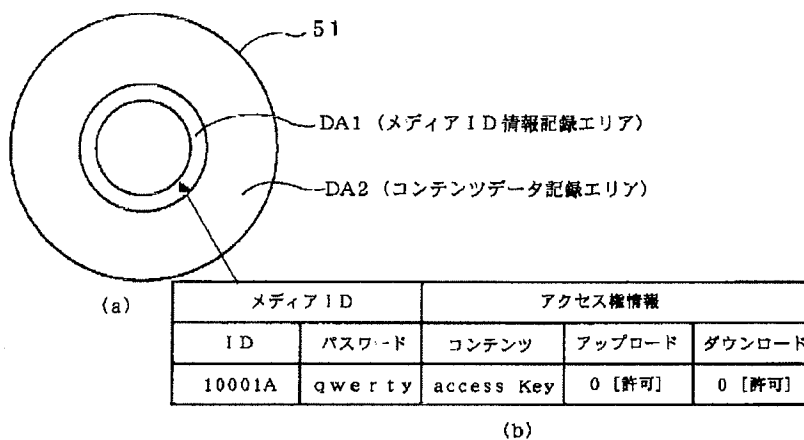 51
DA1 (メディアID情報記録エリア)
DA2 (コンテンツデータ記録エリア)
(a)
メディアID アクセス権情報
ID パスワード コンテンツ アップロード ダウンロード
10001A qwerty access Key 0 [許可] 0 [許可]
(b)